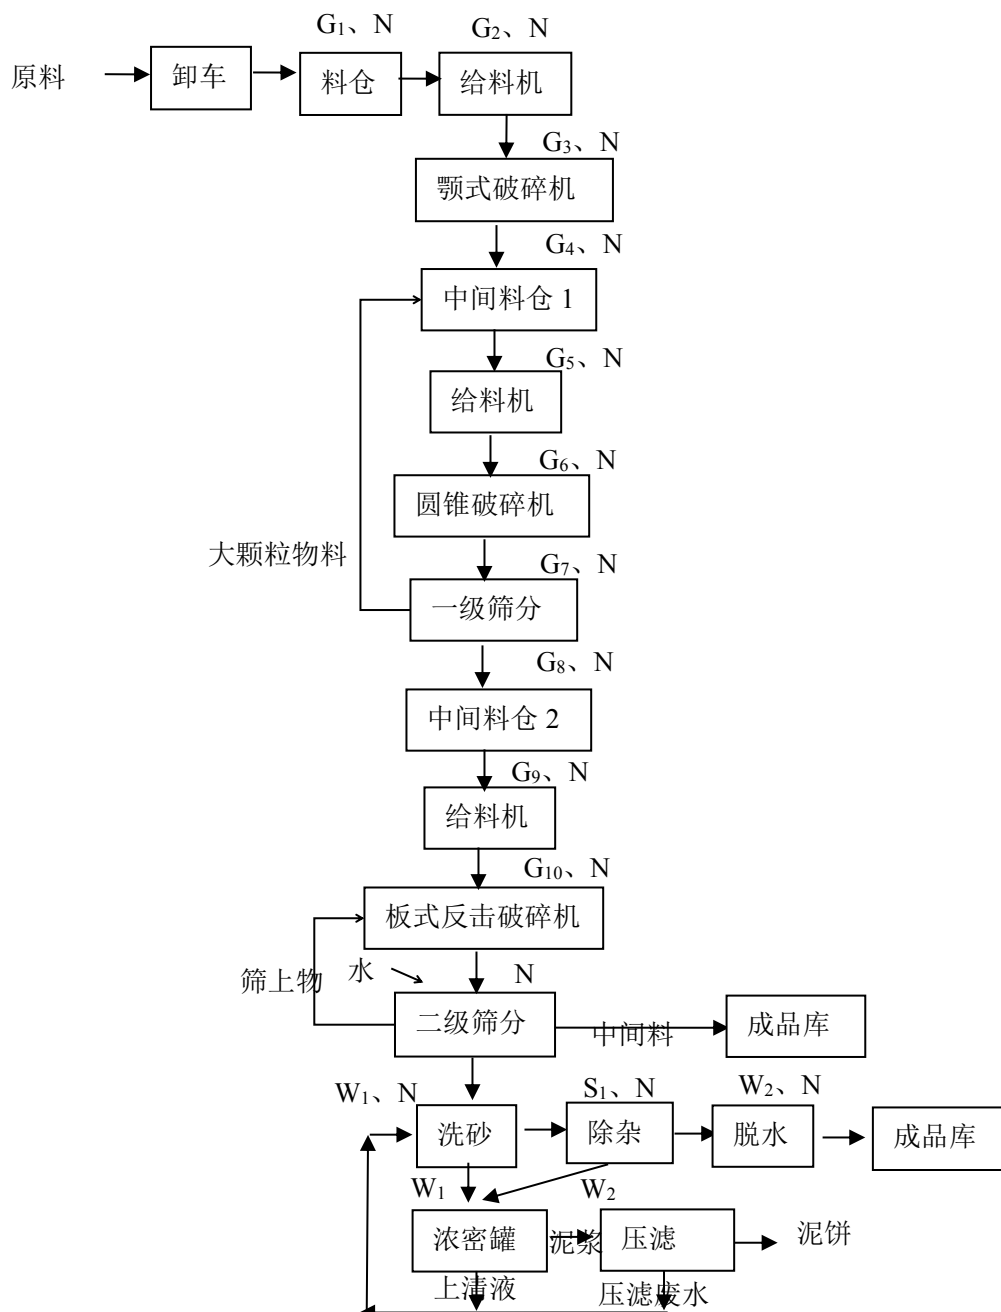 G₁、N
G₂、N
原料
卸车
料仓
给料机
G₃、N
颚式破碎机
G₄、N
中间料仓 1
G₅、N
给料机
G₆、N
圆锥破碎机
大颗粒物料
G₇、N
一级筛分
G₈、N
中间料仓 2
G₉、N
给料机
G₁₀、N
板式反击破碎机
筛上物
水
N
二级筛分
中间料
成品库
W₁、N
S₁、N
W₂、N
洗砂
除杂
脱水
成品库
W₁
W₂
浓密罐
泥浆
压滤
泥饼
上清液
压滤废水